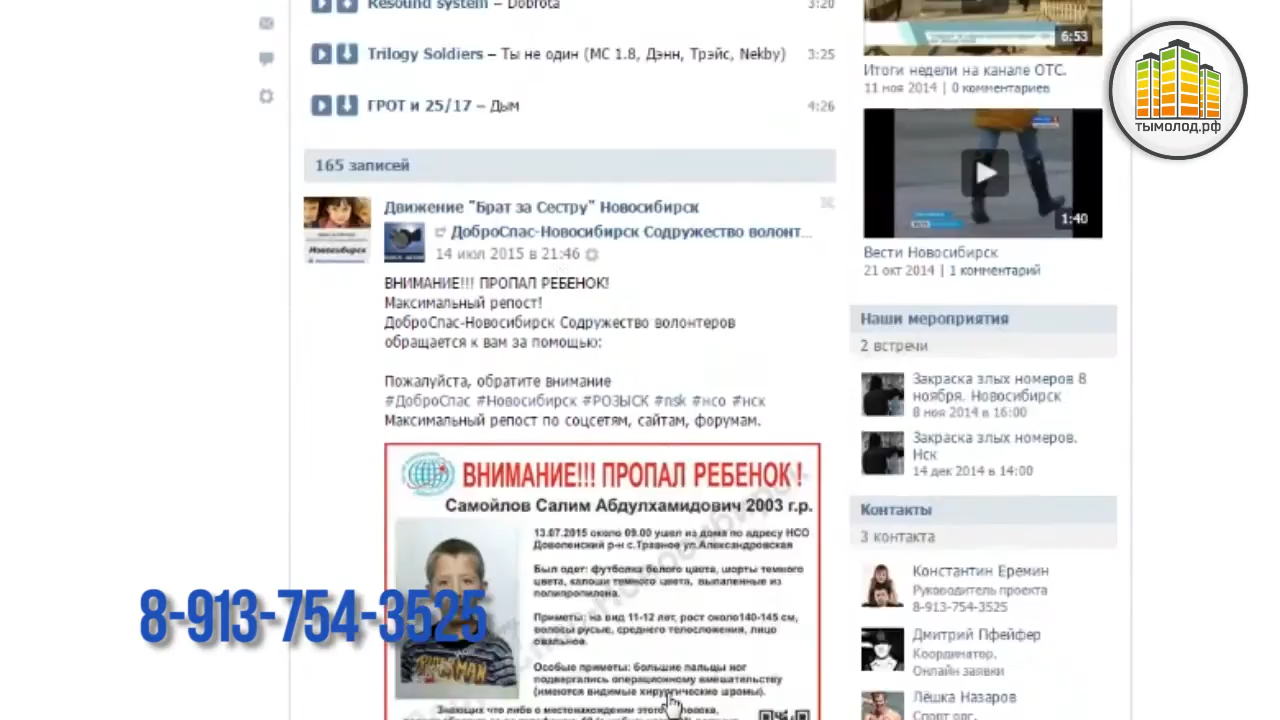 Resound system – Dobrota 3:20
Trilogy Soldiers – Ты не один (МС 1.8, Дэнн, Трэйс, Nekby) 3:25
ГРОТ и 25/17 – Дым 4:26
165 записей
Движение "Брат за Сестру" Новосибирск
ДоброСпас-Новосибирск Содружество волонт...
14 июл 2015 в 21:46
ВНИМАНИЕ!!! ПРОПАЛ РЕБЕНОК!
Максимальный репост!
ДоброСпас-Новосибирск Содружество волонтеров
обращается к вам за помощью:
Пожалуйста, обратите внимание
#ДоброСпас #Новосибирск #РОЗЫСК #nsk #нсо #нск
Максимальный репост по соцсетям, сайтам, форумам.
ВНИМАНИЕ!!! ПРОПАЛ РЕБЕНОК!
Самойлов Салим Абдулхамидович 2003 г.р.
13.07.2015 около 09.00 ушел из дома по адресу НСО
Доволенский р-н с.Травное ул.Александровская
Был одет: футболка белого цвета, шорты темного
цвета, калоши темного цвета, выпаленные из
полипропилена.
Приметы: на вид 11-12 лет, рост около140-145 см,
волосы русые, среднего телосложения, лицо
овальное.
Особые приметы: большие пальцы ног
подвергались оперционному вмешательству
(имеются видимые хирургические шрамы).
Знающих что либо о местонахождении этого
8-913-754-3525
6:53
Итоги недели на канале ОТС.
11 ноя 2014 | 0 комментариев
1:40
Вести Новосибирск
21 окт 2014 | 1 комментарий
Наши мероприятия
2 встречи
Закраска злых номеров 8
ноября. Новосибирск
8 ноя 2014 в 16:00
Закраска злых номеров.
Нск
14 дек 2014 в 14:00
Контакты
3 контакта
Константин Еремин
Руководитель проекта
8-913-754-3525
Дмитрий Пфейфер
Координатор.
Онлайн заявки
Лёшка Назаров
Спорт орг.
тымолод.рф